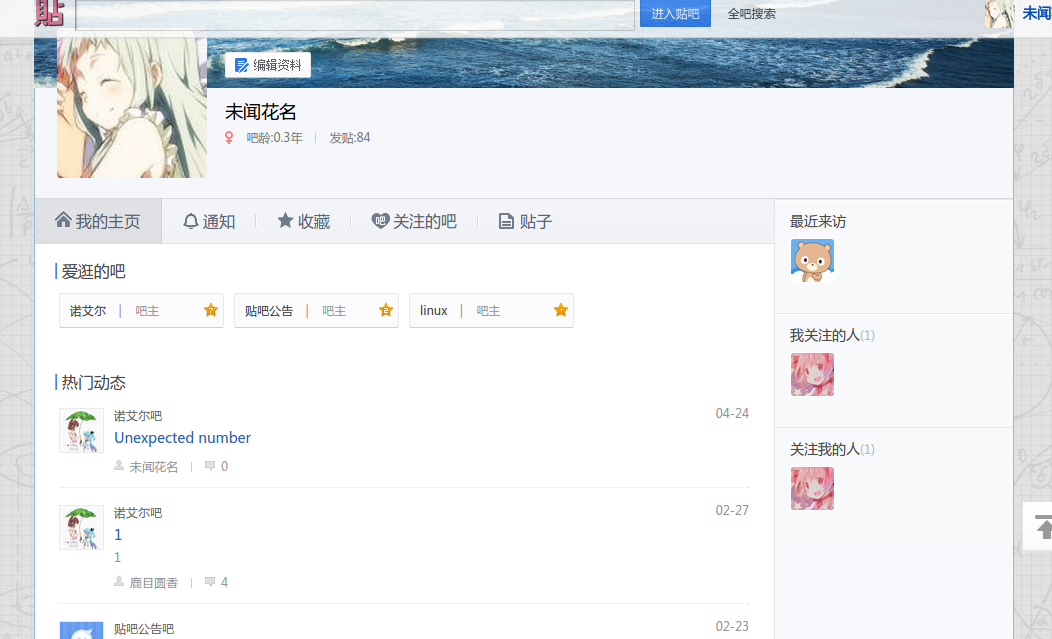 貼
进入贴吧 全吧搜索 未闻
编辑资料
未闻花名
吧龄:0.3年 发贴:84
我的主页 通知 收藏 关注的吧 贴子
最近来访
爱逛的吧
诺艾尔 | 吧主
贴吧公告 | 吧主
linux | 吧主
我关注的人(1)
热门动态
诺艾尔吧 04-24
Unexpected number
未闻花名 | 0
关注我的人(1)
诺艾尔吧 02-27
1
1
鹿目圆香 | 4
贴吧公告吧 02-23